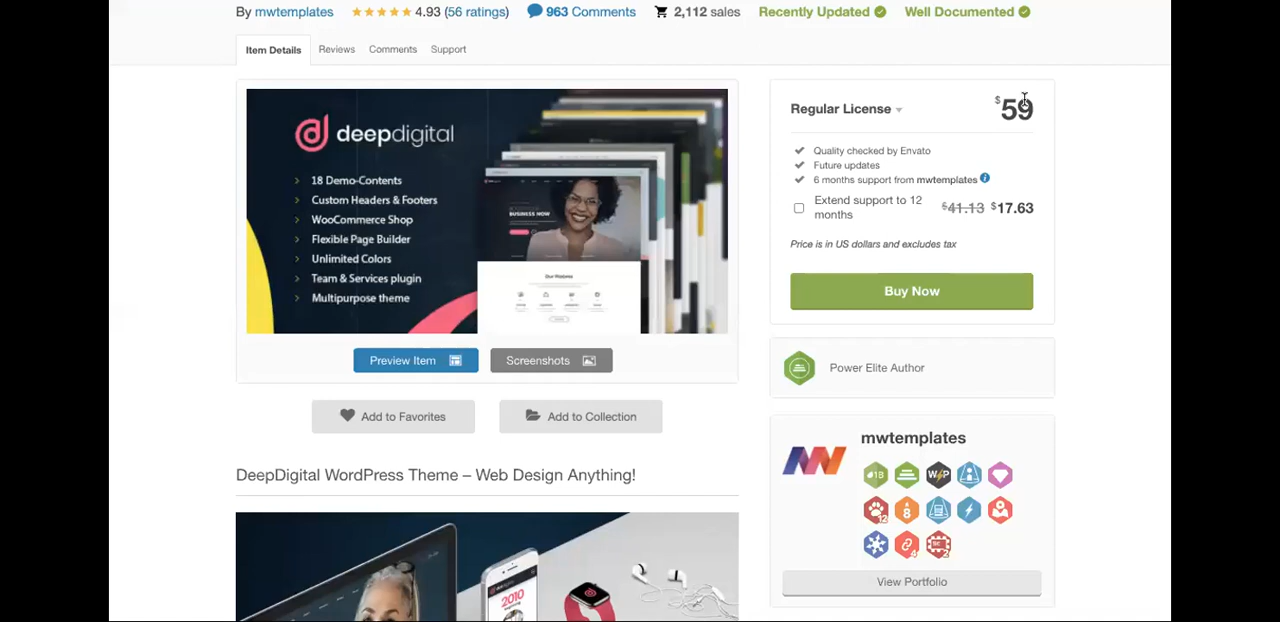 By mwtemplates 4.93 (56 ratings) 963 Comments 2,112 sales Recently Updated Well Documented
Item Details Reviews Comments Support
deepdigital
18 Demo-Contents
Custom Headers & Footers
WooCommerce Shop
Flexible Page Builder
Unlimited Colors
Team & Services plugin
Multipurpose theme
BUSINESS NOW
Preview Item Screenshots
Add to Favorites Add to Collection
DeepDigital WordPress Theme – Web Design Anything!
2010
Regular License $59
Quality checked by Envato
Future updates
6 months support from mwtemplates
Extend support to 12 months $41.13 $17.63
Price is in US dollars and excludes tax
Buy Now
Power Elite Author
mwtemplates
View Portfolio